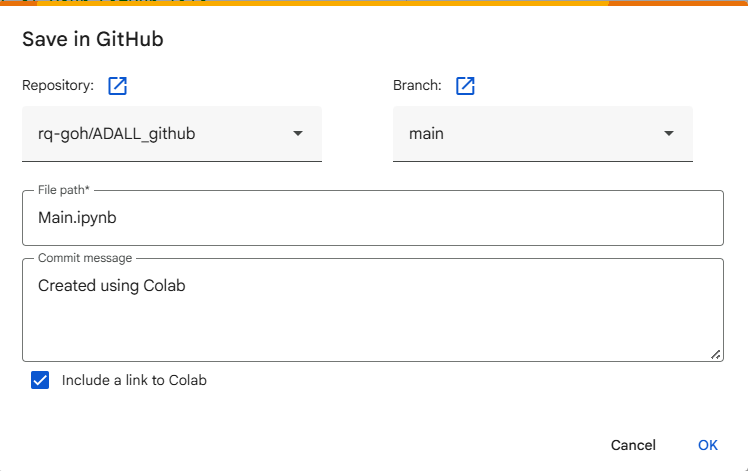 Save in GitHub
Repository:
Branch:
rq-goh/ADALL_github
main
File path*
Main.ipynb
Commit message
Created using Colab
Include a link to Colab
Cancel
OK